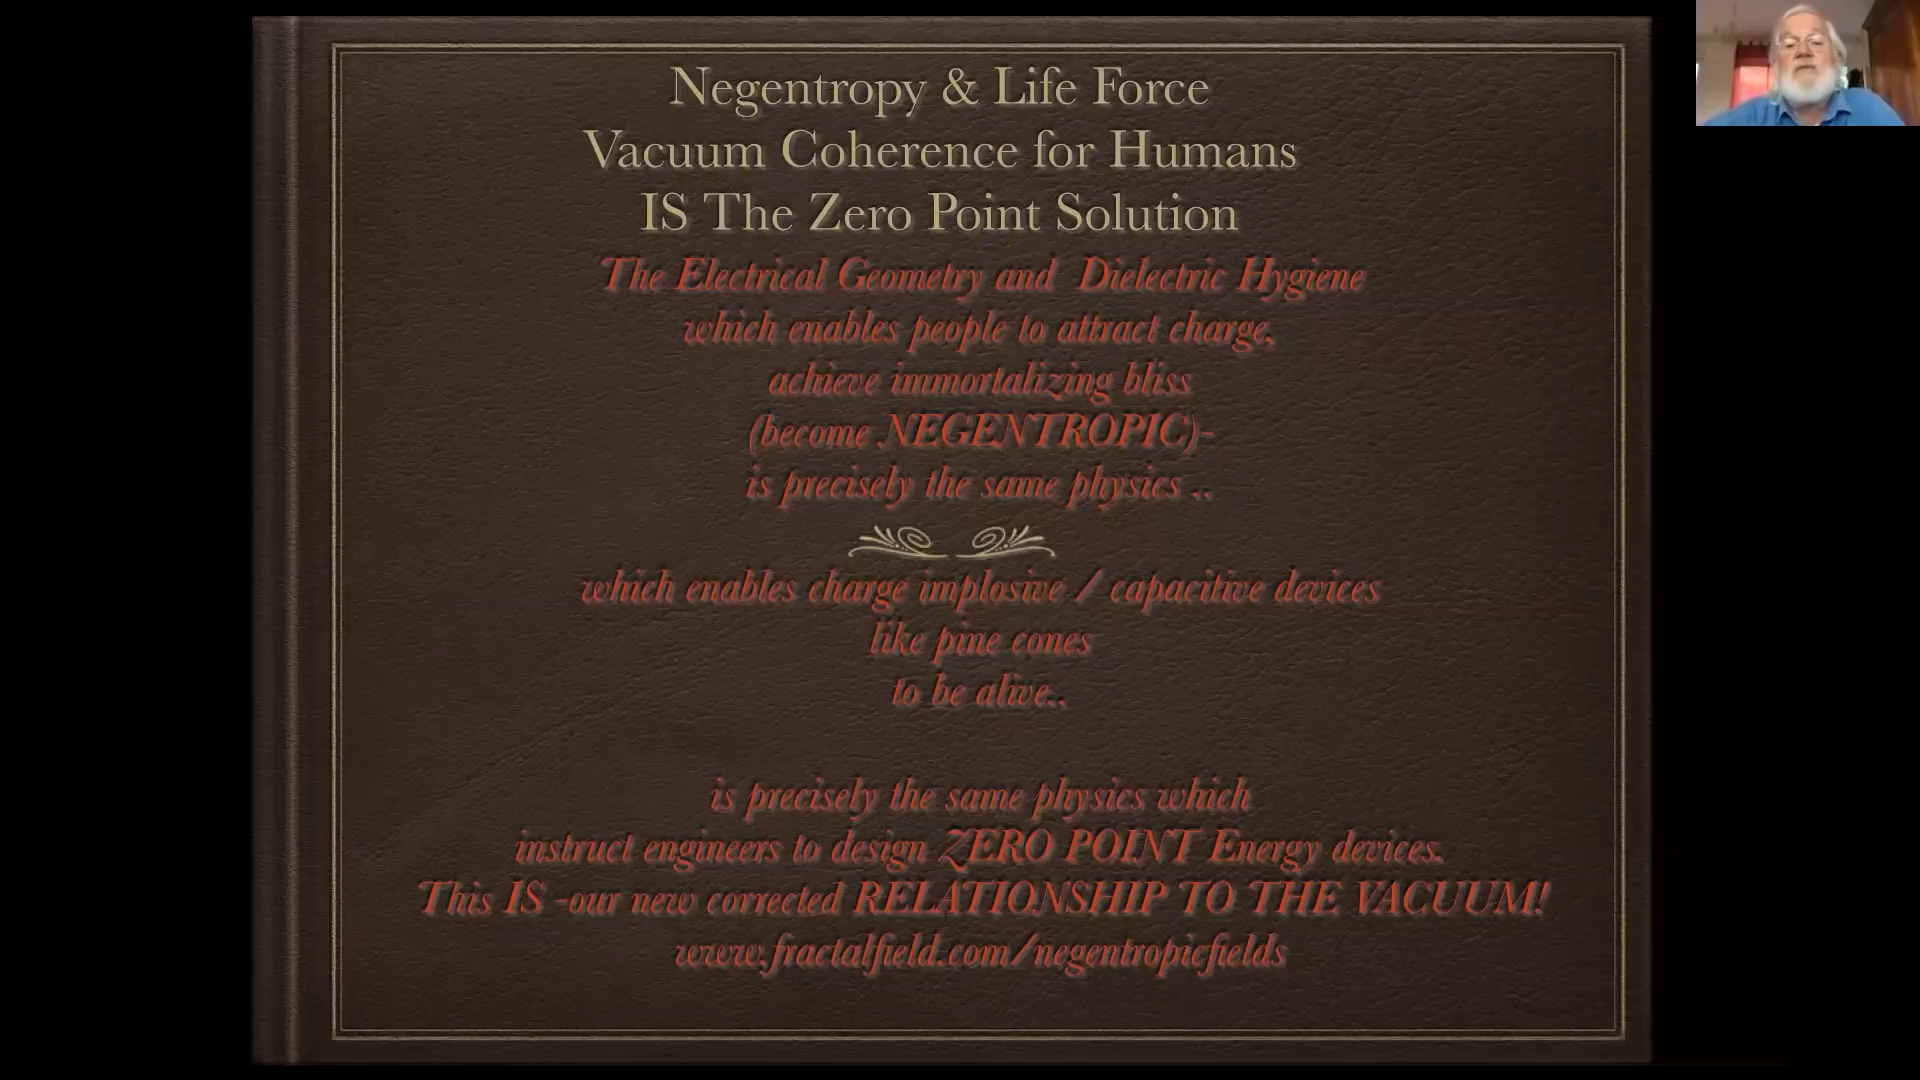 Negentropy & Life Force
Vacuum Coherence for Humans
IS The Zero Point Solution
The Electrical Geometry and Dielectric Hygiene
which enables people to attract charge,
achieve immortalizing bliss
(become NEGENTROPIC)-
is precisely the same physics ..
which enables charge implosive / capacitive devices
like pine cones
to be alive..
is precisely the same physics which
instruct engineers to design ZERO POINT Energy devices.
This IS -our new corrected RELATIONSHIP TO THE VACUUM!
www.fractalfield.com/negentropicfields